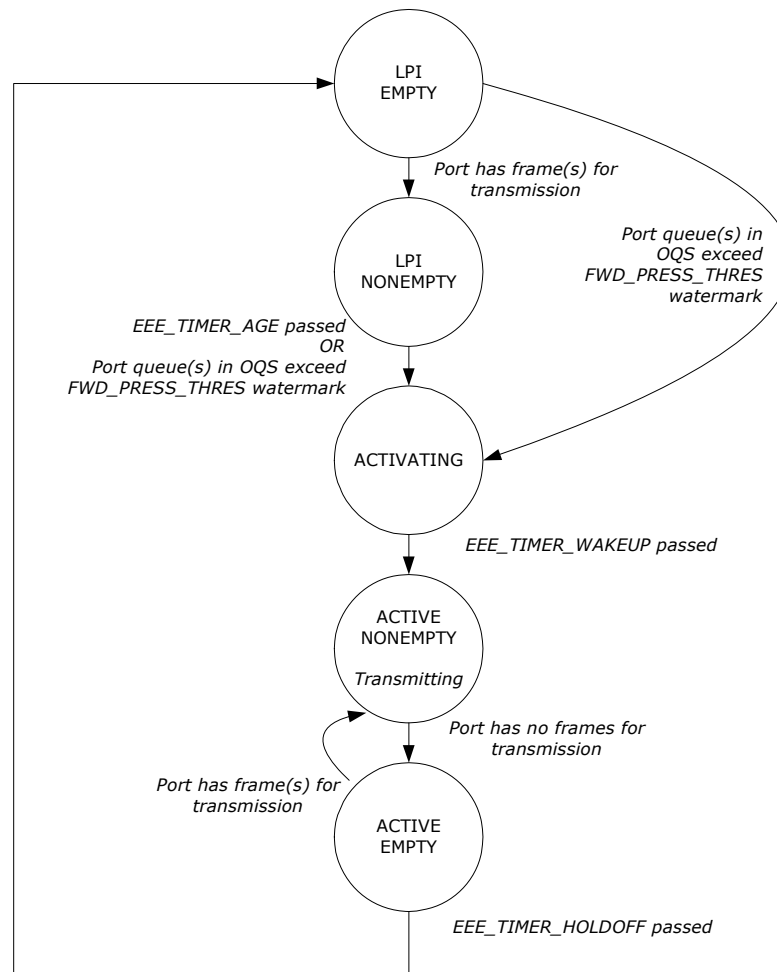 LPI
EMPTY
Port has frame(s) for
transmission
Port queue(s) in
OQS exceed
FWD_PRESS_THRES
watermark
LPI
NONEMPTY
EEE_TIMER_AGE passed
OR
Port queue(s) in OQS exceed
FWD_PRESS_THRES watermark
ACTIVATING
EEE_TIMER_WAKEUP passed
ACTIVE
NONEMPTY
Transmitting
Port has no frames for
transmission
Port has frame(s) for
transmission
ACTIVE
EMPTY
EEE_TIMER_HOLDOFF passed